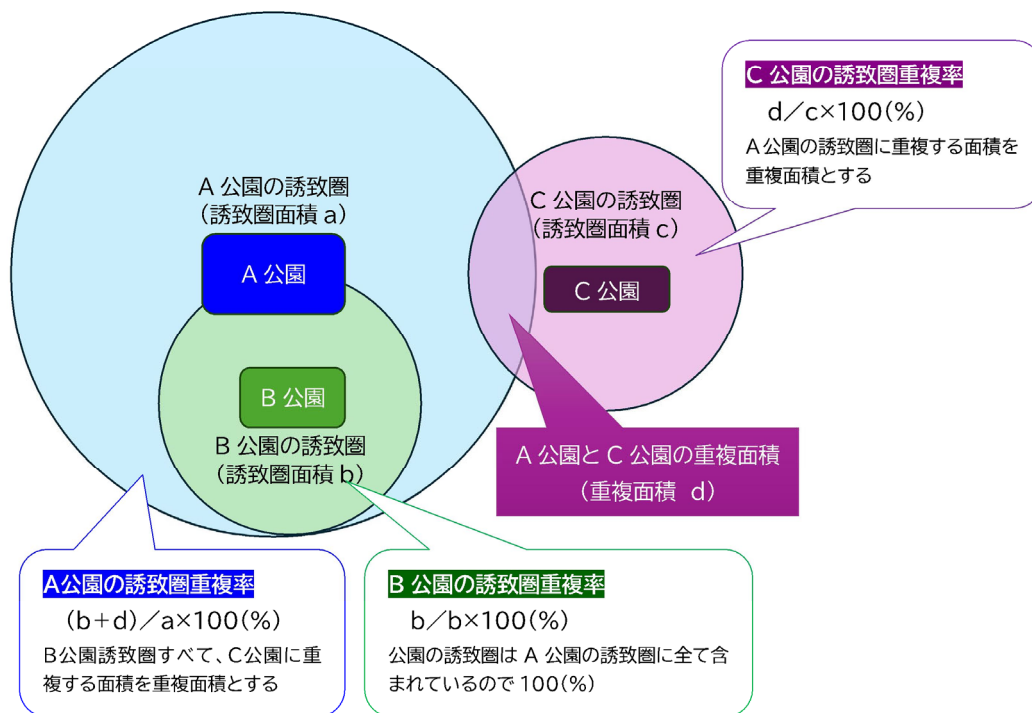 C 公園の誘致圏重複率
d／c×100(%)
A公園の誘致圏に重複する面積を
重複面積とする
A 公園の誘致圏
（誘致圏面積 a）
C 公園の誘致圏
（誘致圏面積 c）
A 公園
C 公園
B 公園
B 公園の誘致圏
（誘致圏面積 b）
A 公園と C 公園の重複面積
（重複面積 d）
A公園の誘致圏重複率
(b+d)／a×100(%)
B公園誘致圏すべて、C公園に重
複する面積を重複面積とする
B 公園の誘致圏重複率
b／b×100(%)
公園の誘致圏は A 公園の誘致圏に全て含
まれているので 100(%)